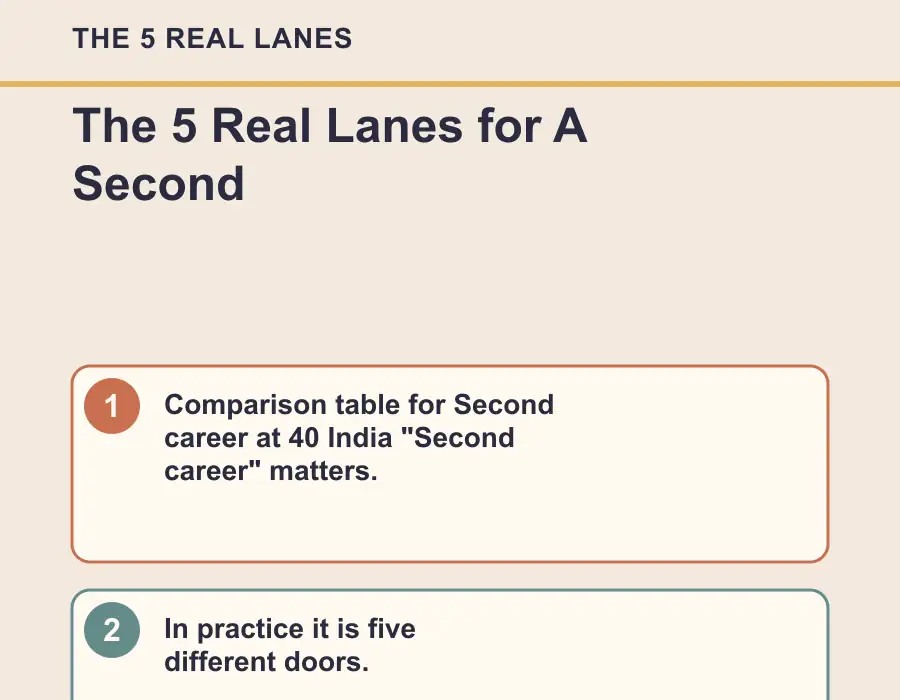 THE 5 REAL LANES
The 5 Real Lanes for A
Second
1
Comparison table for Second
career at 40 India "Second
career" matters.
2
In practice it is five
different doors.